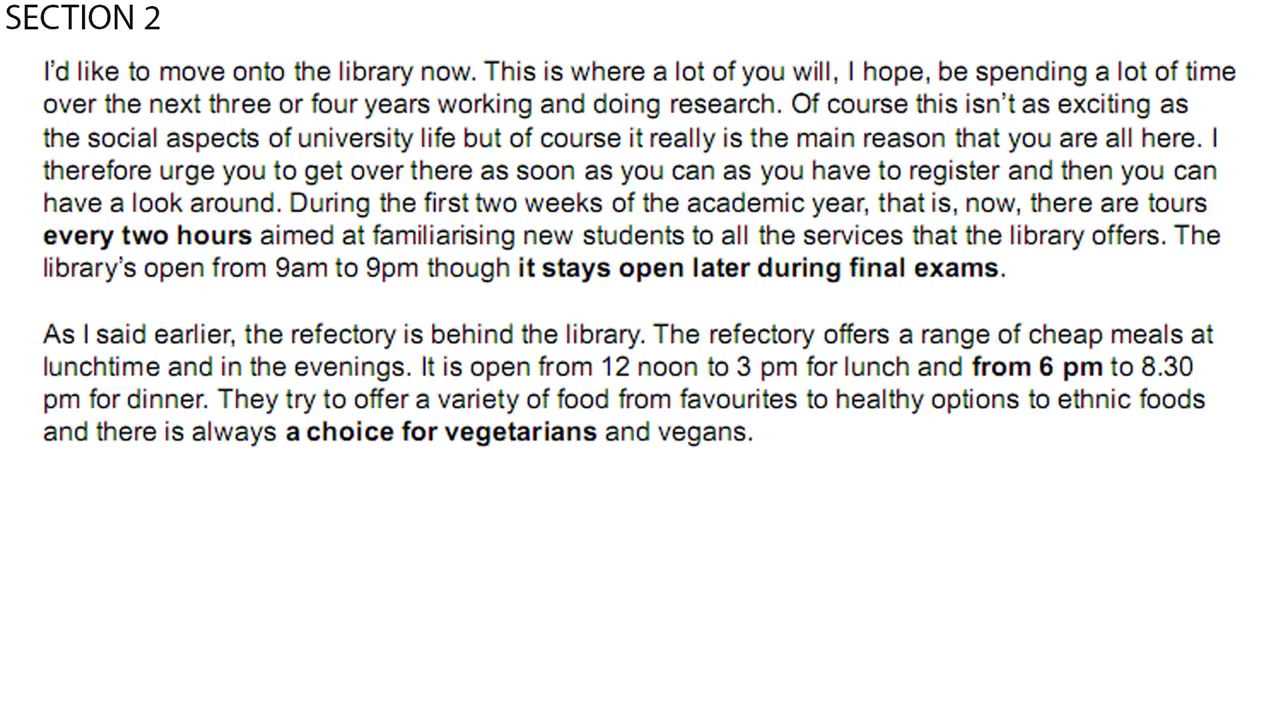 SECTION 2
I'd like to move onto the library now. This is where a lot of you will, I hope, be spending a lot of time
over the next three or four years working and doing research. Of course this isn't as exciting as
the social aspects of university life but of course it really is the main reason that you are all here. I
therefore urge you to get over there as soon as you can as you have to register and then you can
have a look around. During the first two weeks of the academic year, that is, now, there are tours
every two hours aimed at familiarising new students to all the services that the library offers. The
library's open from 9am to 9pm though it stays open later during final exams.
As I said earlier, the refectory is behind the library. The refectory offers a range of cheap meals at
lunchtime and in the evenings. It is open from 12 noon to 3 pm for lunch and from 6 pm to 8.30
pm for dinner. They try to offer a variety of food from favourites to healthy options to ethnic foods
and there is always a choice for vegetarians and vegans.